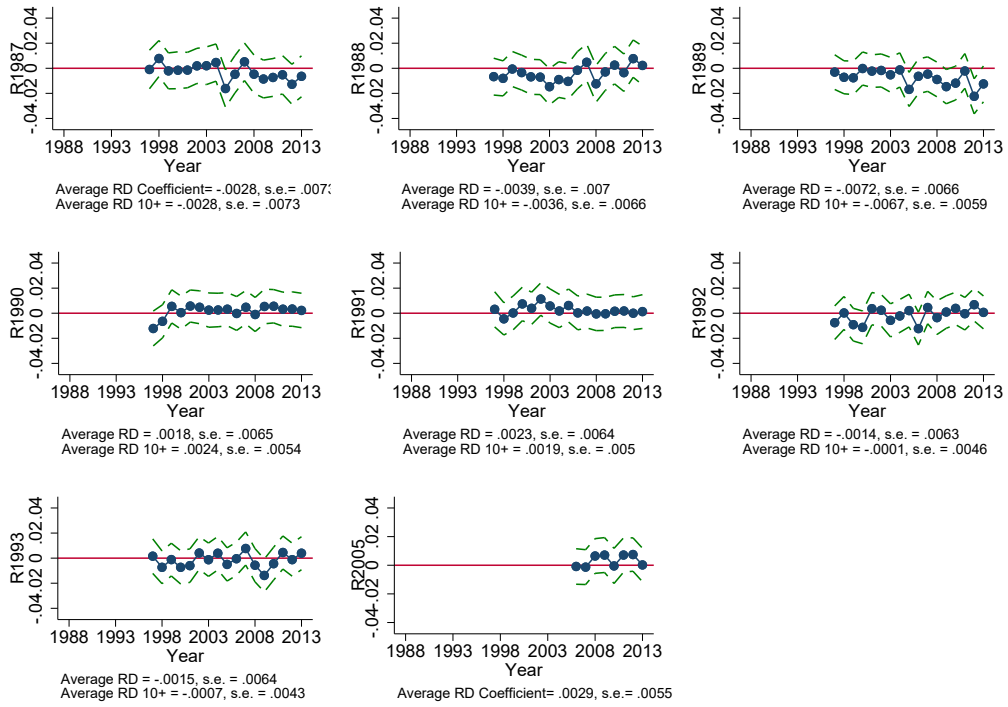 R1987
-.04-.02 0 .02.04
1988 1993 1998 2003 2008 2013
Year
Average RD Coefficient= -.0028, s.e.= .0073
Average RD 10+ = -.0028, s.e. = .0073
R1988
-.04-.02 0 .02.04
1988 1993 1998 2003 2008 2013
Year
Average RD = -.0039, s.e. = .007
Average RD 10+ = -.0036, s.e. = .0066
R1989
-.04-.02 0 .02.04
1988 1993 1998 2003 2008 2013
Year
Average RD = -.0072, s.e. = .0066
Average RD 10+ = -.0067, s.e. = .0059
R1990
-.04-.02 0 .02.04
1988 1993 1998 2003 2008 2013
Year
Average RD = .0018, s.e. = .0065
Average RD 10+ = .0024, s.e. = .0054
R1991
-.04-.02 0 .02.04
1988 1993 1998 2003 2008 2013
Year
Average RD = .0023, s.e. = .0064
Average RD 10+ = .0019, s.e. = .005
R1992
-.04-.02 0 .02.04
1988 1993 1998 2003 2008 2013
Year
Average RD = -.0014, s.e. = .0063
Average RD 10+ = -.0001, s.e. = .0046
R1993
-.04-.02 0 .02.04
1988 1993 1998 2003 2008 2013
Year
Average RD = -.0015, s.e. = .0064
Average RD 10+ = -.0007, s.e. = .0043
R2005
-.04-.02 0 .02.04
1988 1993 1998 2003 2008 2013
Year
Average RD Coefficient= .0029, s.e.= .0055